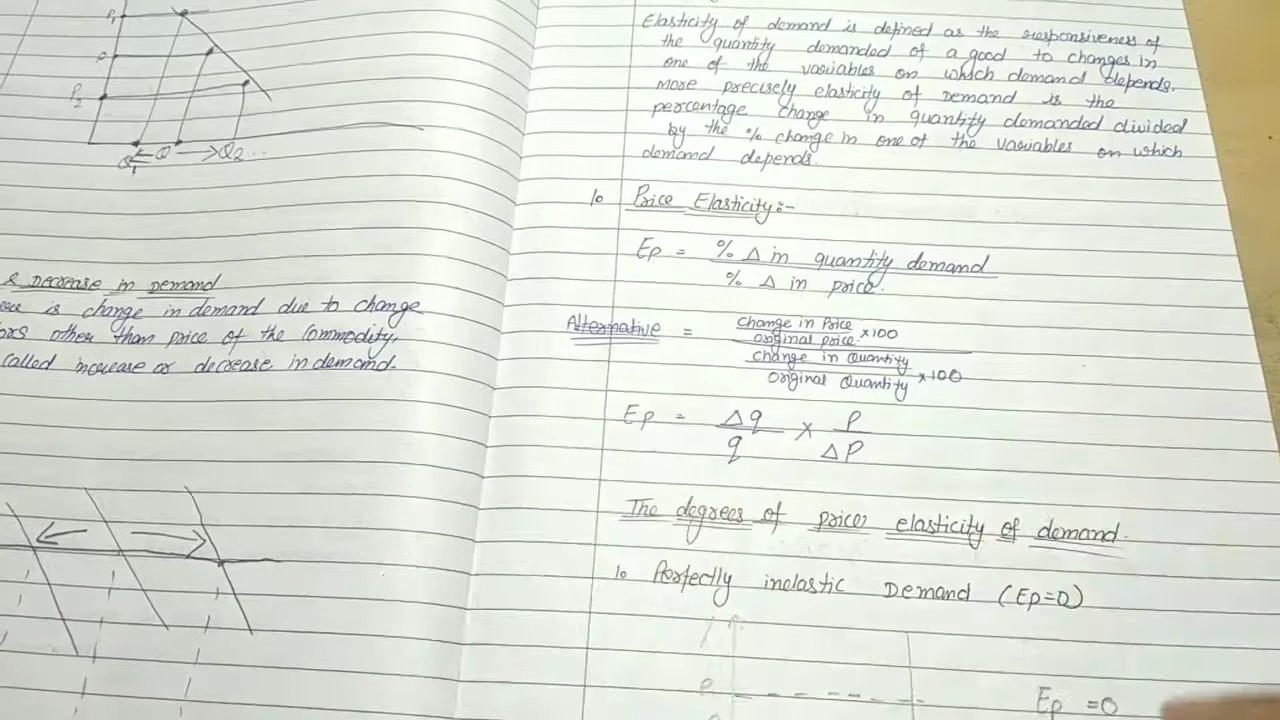 P1
P
P2
Q1 Q Q2
& Decrease in Demand
is change in demand due to change
ors other than price of the commodity,
called increase or decrease in demand.
Elasticity of demand is defined as the responsiveness of
the quantity demanded of a good to changes in
one of the variables on which demand depends.
more precisely elasticity of Demand is the
percentage change in quantity demanded divided
by the % change in one of the variables on which
demand depends.
1. Price Elasticity:-
Ep = % Δ in quantity demand
% Δ in price.
Alternative = Change in Price
original price ×100
change in Quantity
original Quantity ×100
Ep = Δq × P
q ΔP
The degrees of price elasticity of demand.
1. Perfectly inelastic Demand (Ep=0)
P
Ep =0